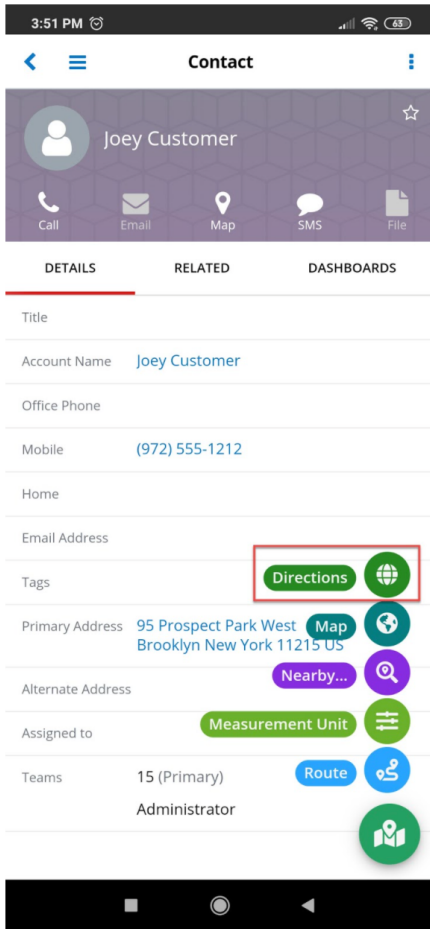 3:51 PM
63
Contact
Joey Customer
Call Email Map SMS File
DETAILS RELATED DASHBOARDS
Title
Account Name Joey Customer
Office Phone
Mobile (972) 555-1212
Home
Email Address
Directions
Tags
Primary Address 95 Prospect Park West Map
Brooklyn New York 11215 US
Nearby...
Alternate Address
Measurement Unit
Assigned to
Teams 15 (Primary) Route
Administrator